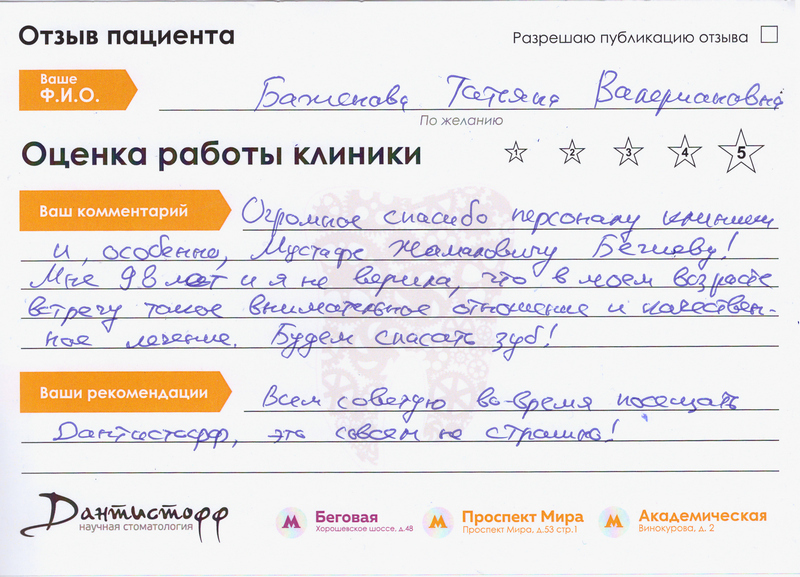 Отзыв пациента
Разрешаю публикацию отзыва
Ваше
Ф.И.О.
Баженова Татьяна Валериановна
По желанию
Оценка работы клиники
1 2 3 4 5
Ваш комментарий
Огромное спасибо персоналу клиники
и, особенно, Мустафе Жамаловичу Бегиеву!
Мне 98 лет и я не верила, что в моем возрасте
встречу такое внимательное отношение и качествен-
ное лечение. Будем спасать зуб!
Ваши рекомендации
Всем советую во-время посещать
Дантистофф, это совсем не страшно!
Дантистофф
научная стоматология
Беговая
Хорошевское шоссе, д.48
Проспект Мира
Проспект Мира, д.53 стр.1
Академическая
Винокурова, д. 2